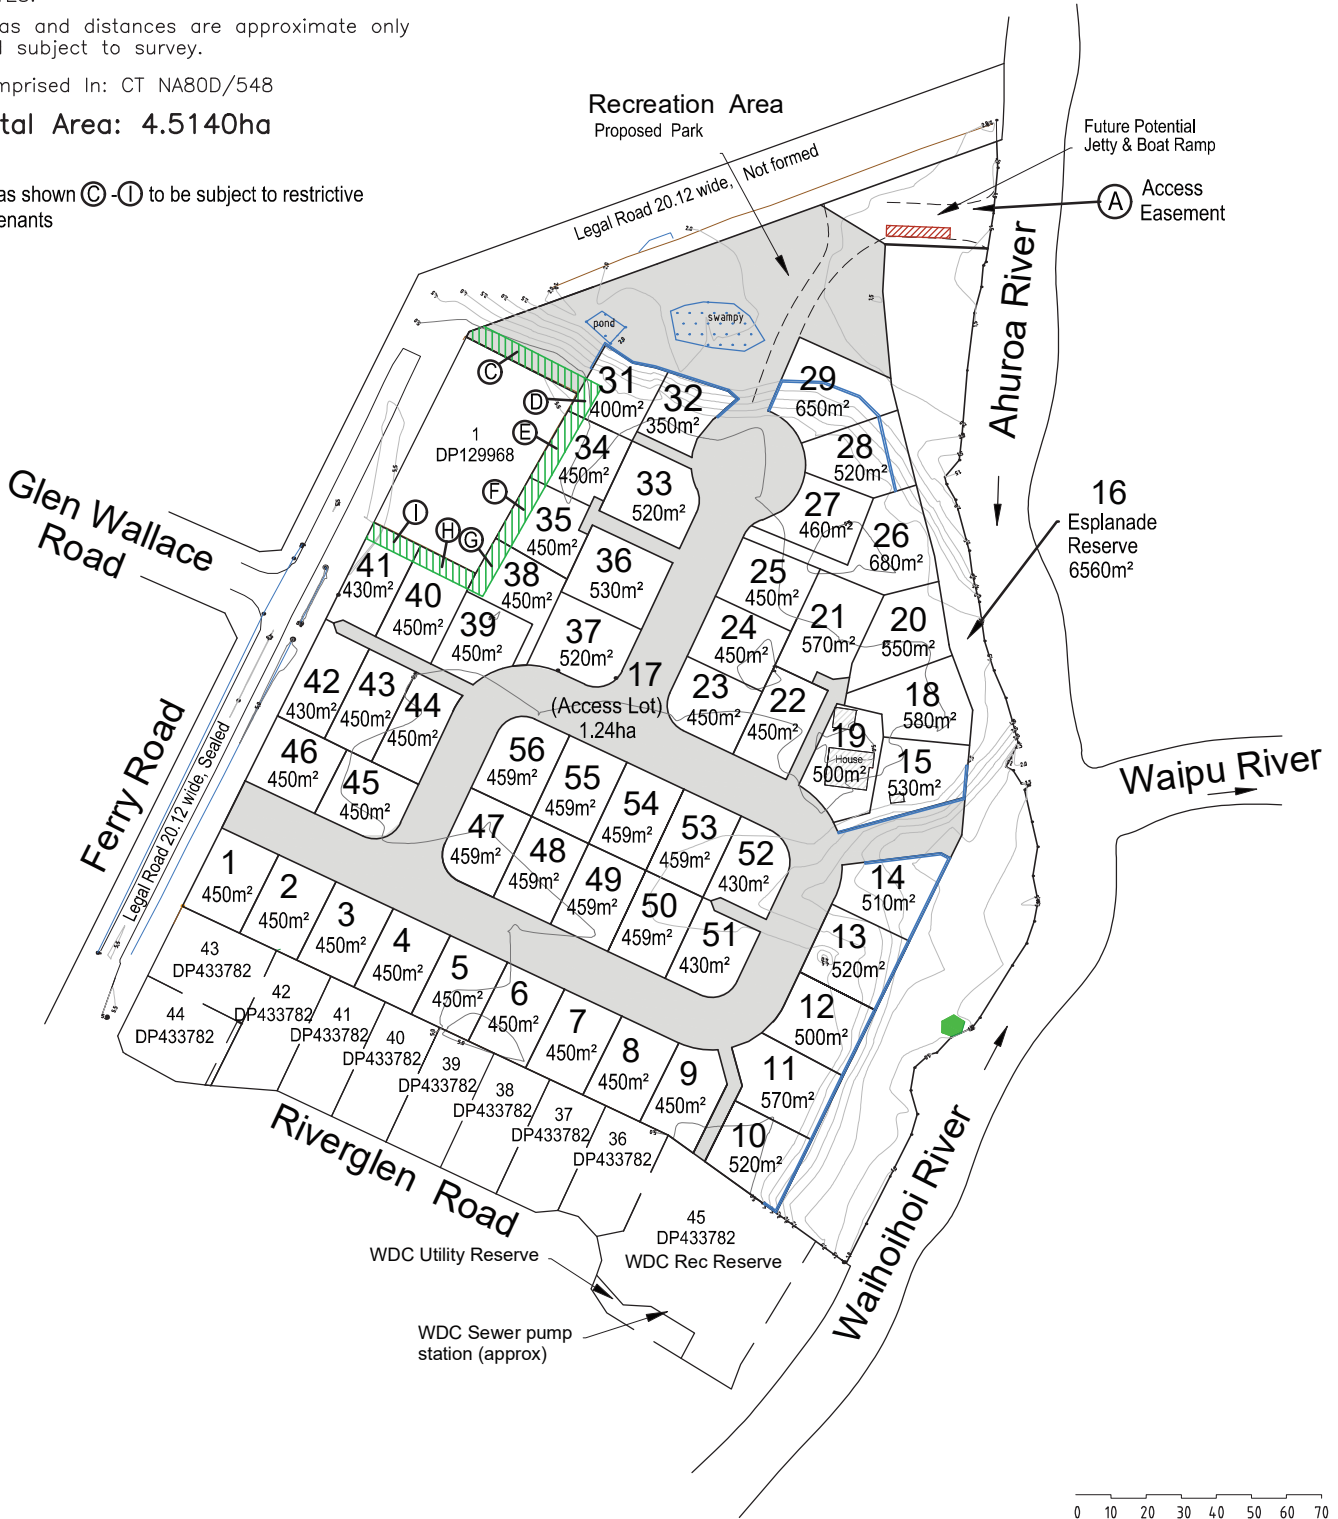 as and distances are approximate only
subject to survey.
mprised In: CT NA80D/548
tal Area: 4.5140ha
as shown Ⓒ-Ⓘ to be subject to restrictive
enants
Recreation Area
Proposed Park
Legal Road 20.12 wide, Not formed
Future Potential
Jetty & Boat Ramp
A
Access
Easement
Ahuroa River
pond
swampy
C
D
E
F
G
H
I
1
DP129968
31
400m²
32
350m²
29
650m²
28
520m²
34
450m²
33
520m²
27
460m²
26
680m²
16
Esplanade
Reserve
6560m²
Glen Wallace
Road
35
450m²
36
530m²
25
450m²
41
430m²
40
450m²
38
450m²
39
450m²
37
520m²
24
450m²
21
570m²
20
550m²
17
(Access Lot)
1.24ha
42
430m²
43
450m²
44
450m²
23
450m²
22
450m²
18
580m²
19
House
500m²
15
530m²
46
450m²
45
450m²
56
459m²
55
459m²
54
459m²
53
459m²
52
430m²
47
459m²
48
459m²
49
459m²
50
459m²
51
430m²
Waipu River
Ferry Road
Legal Road 20.12 wide, Sealed
1
450m²
2
450m²
3
450m²
4
450m²
5
450m²
6
450m²
7
450m²
8
450m²
9
450m²
14
510m²
13
520m²
12
500m²
11
570m²
10
520m²
43
DP433782
44
DP433782
42
DP433782
41
DP433782
40
DP433782
39
DP433782
38
DP433782
37
DP433782
36
DP433782
Riverglen Road
45
DP433782
WDC Rec Reserve
WDC Utility Reserve
WDC Sewer pump
station (approx)
Waihoihoi River
0 10 20 30 40 50 60 70